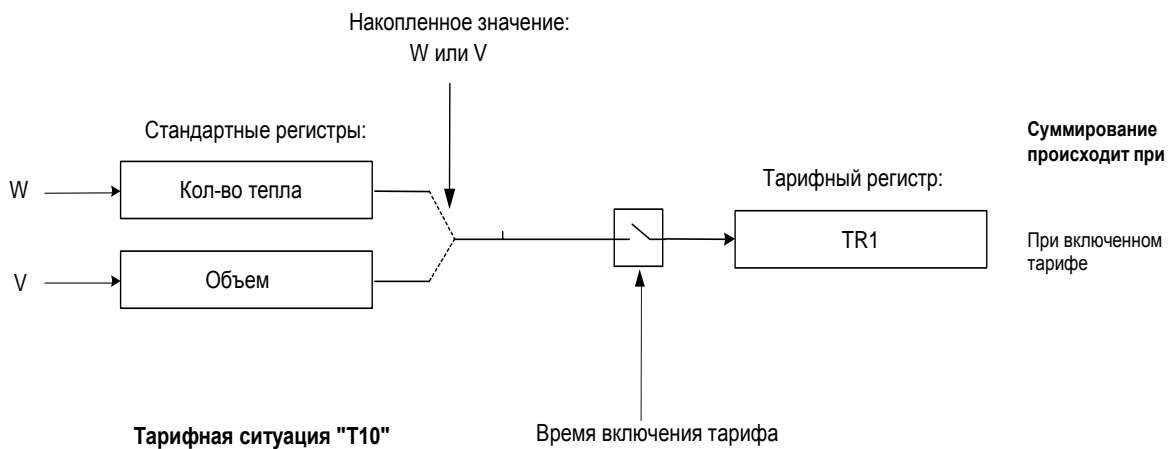 Накопленное значение:
W или V
Стандартные регистры:
Суммирование
происходит при
W
Кол-во тепла
Тарифный регистр:
TR1
При включенном
тарифе
V
Объем
Тарифная ситуация "Т10"
Время включения тарифа